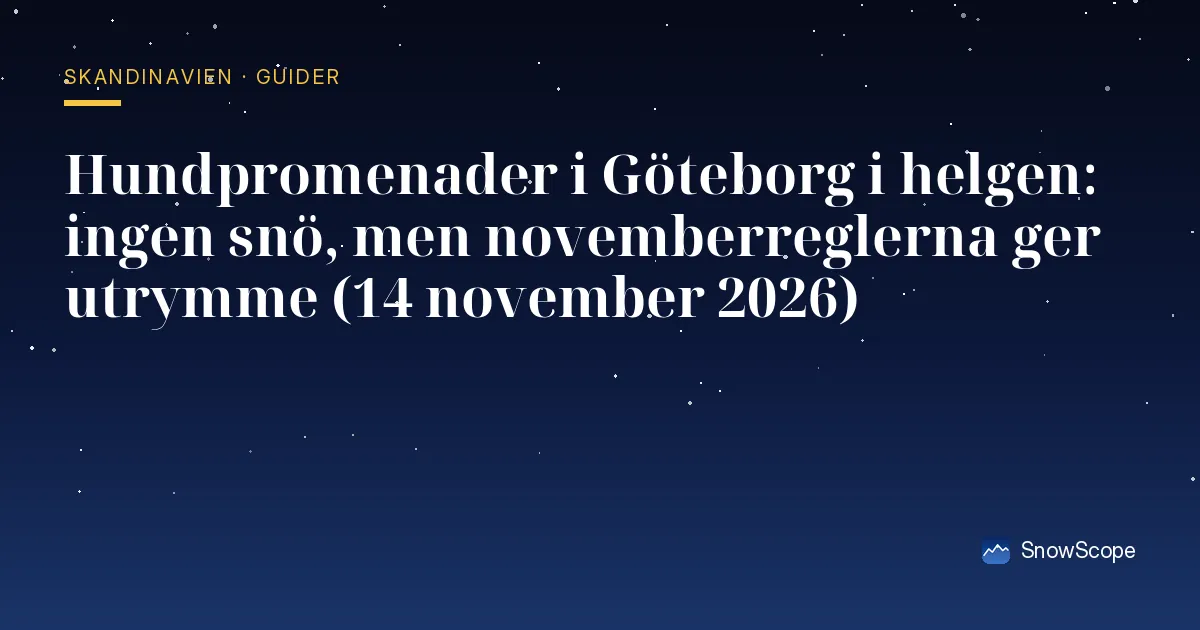 SKANDINAVIEN · GUIDER
Hundpromenader i Göteborg i helgen:
ingen snö, men novemberreglerna ger
utrymme (14 november 2026)
SnowScope